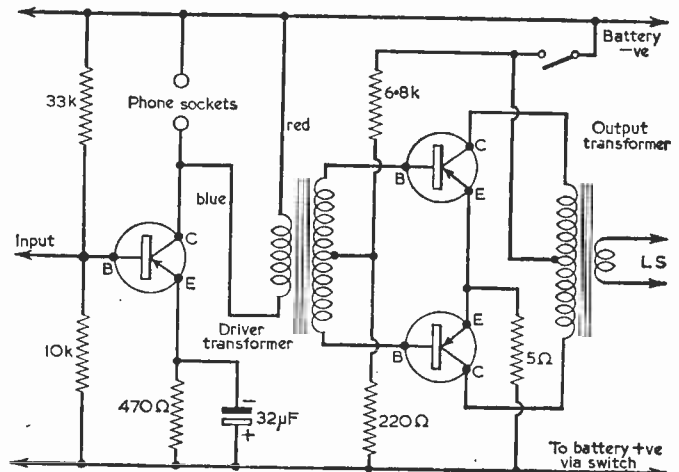 Battery
-ve
33k
Phone sockets
6·8k
red
C
Output
transformer
B
E
blue
Input
C
B
E
L.S
Driver
transformer
E
B
C
10k
5Ω
470Ω
-
32μF
+
220Ω
To battery +ve
via switch